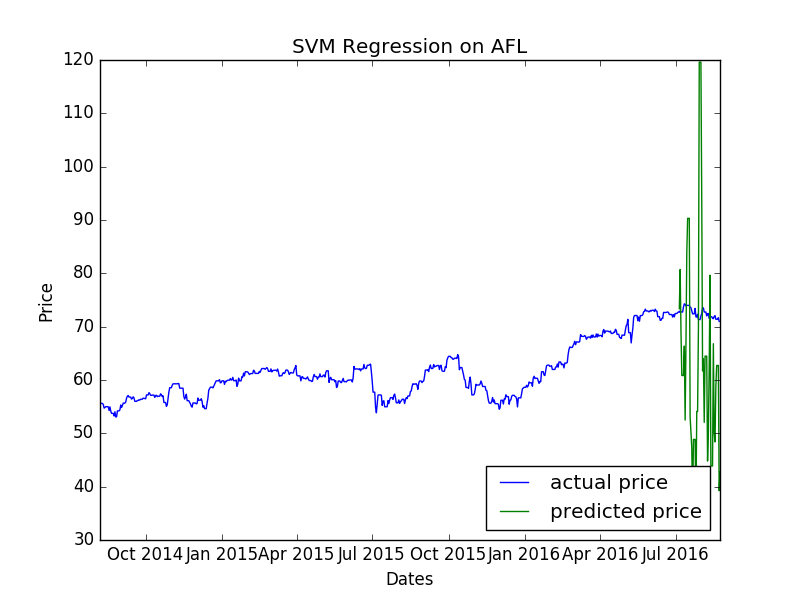 SVM Regression on AFL
120
110
100
90
80
70
60
50
40
30
Price
actual price
predicted price
Oct 2014 Jan 2015 Apr 2015 Jul 2015 Oct 2015 Jan 2016 Apr 2016 Jul 2016
Dates